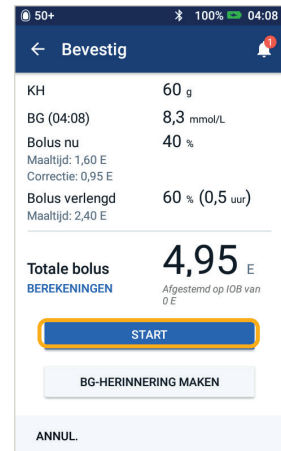 50+ 100% 04:08
← Bevestig 1
KH 60 g
BG (04:08) 8,3 mmol/L
Bolus nu 40 %
Maaltijd: 1,60 E
Correctie: 0,95 E
Bolus verlengd 60 % (0,5 uur)
Maaltijd: 2,40 E
Totale bolus 4,95 E
BEREKENINGEN Afgestemd op IOB van
0 E
START
BG-HERINNERING MAKEN
ANNUL.